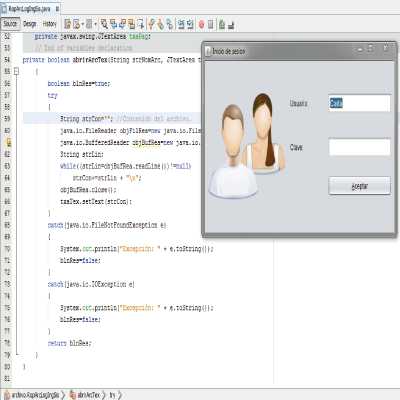 RepArcLogIngSis.java
Source Design History
52 private javax.swing.JTextArea txaPag;
53 // End of variables declaration
54 private boolean abrirArcTex(String strNomArc, JTextArea t
55 {
56 boolean blnRes=true;
57 try
58 {
59 String strCon=""; //Contenido del archivo.
60 java.io.FileReader objFilRea=new java.io.File
java.io.BufferedReader objBufRea=new java.io.
62 String strLin;
63 while((strLin=objBufRea.readLine())!=null)
64 strCon+=strLin + "\n";
65 objBufRea.close();
66 txaTex.setText(strCon);
67 }
68 catch(java.io.FileNotFoundException e)
69 {
70 System.out.println("Excepción: " + e.toString());
71 blnRes=false;
72 }
73 catch(java.io.IOException e)
74 {
75 System.out.println("Excepción: " + e.toString());
76 blnRes=false;
77 }
78 return blnRes;
79 }
80 }
81
Inicio de sesion
Usuario:
Carla
Clave:
Aceptar
archivo.RepArcLogIngSis
abrirArcTex
try